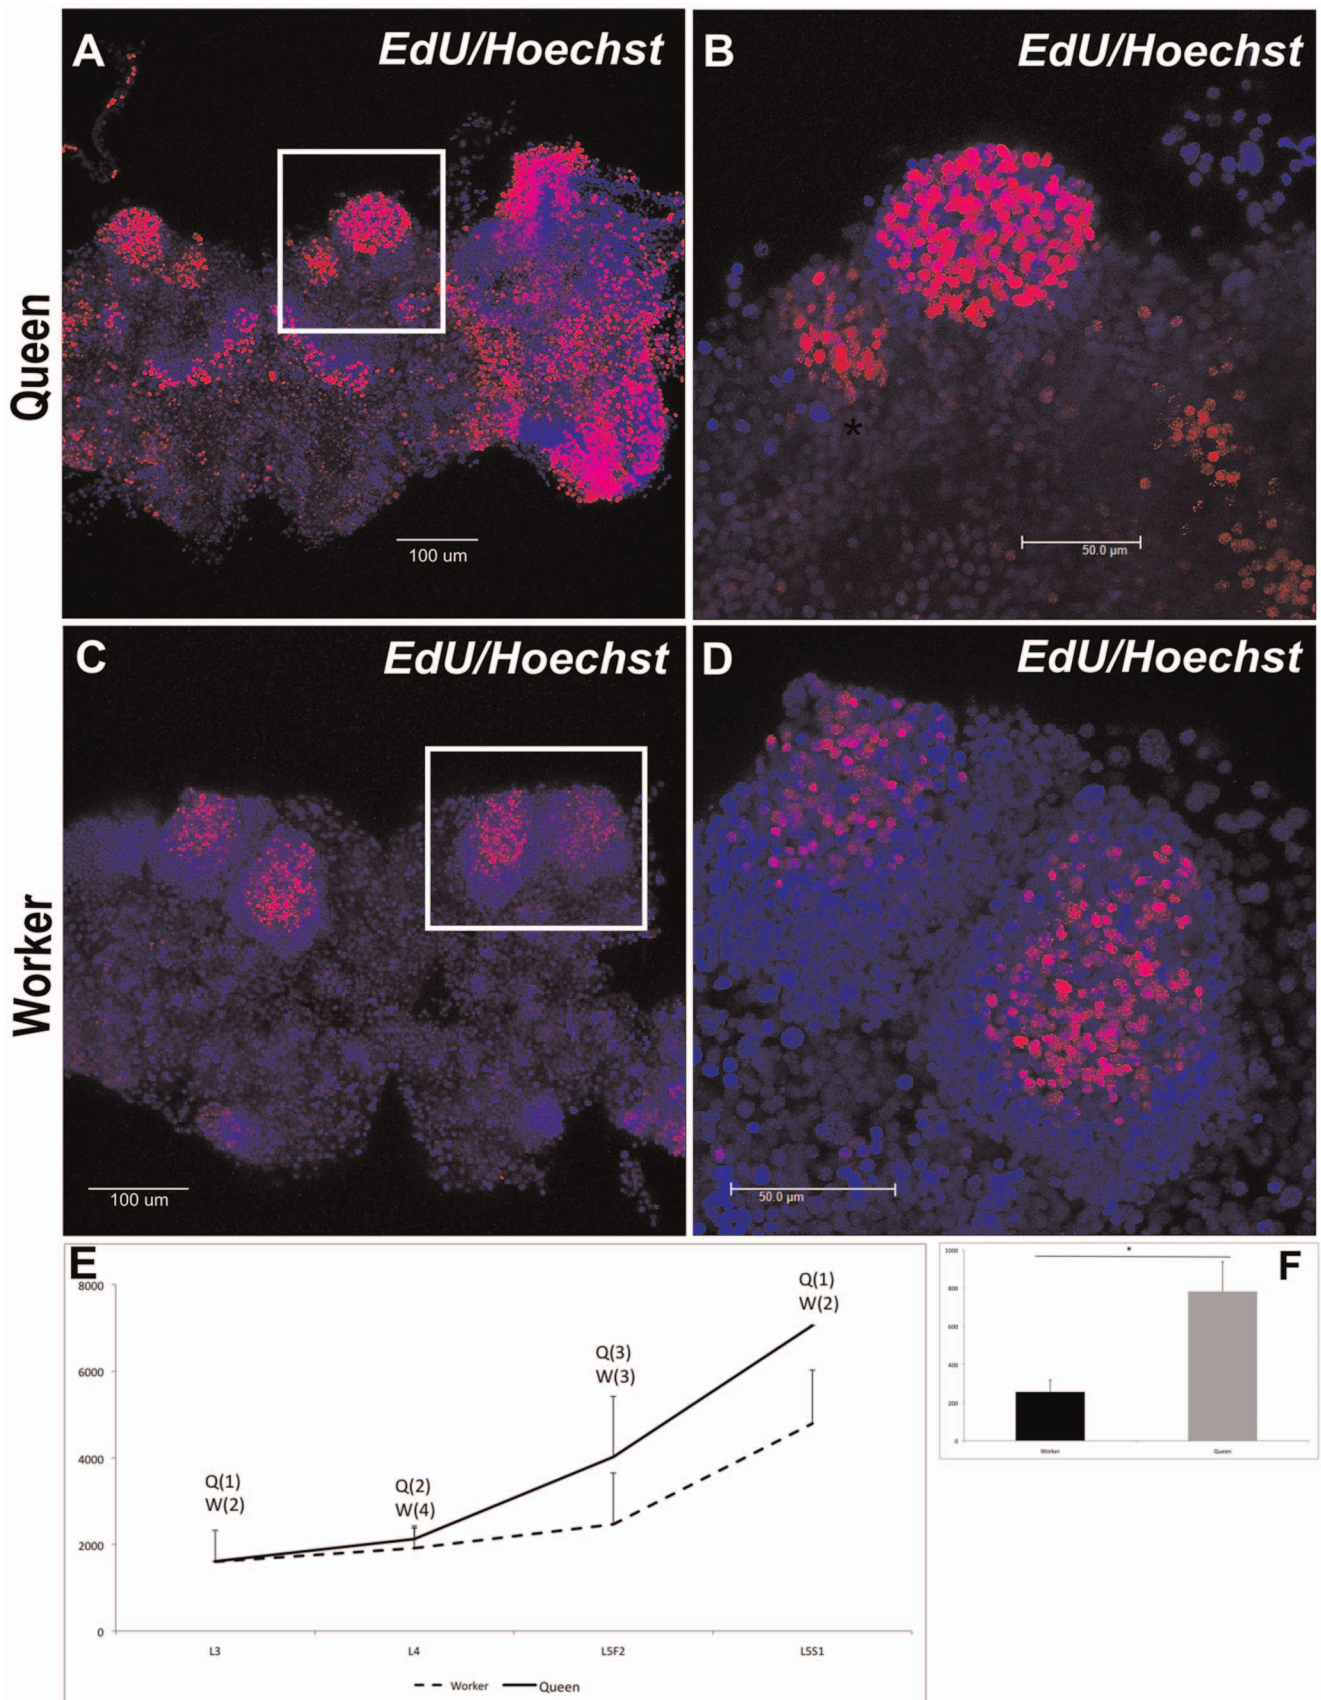 A
EdU/Hoechst
B
EdU/Hoechst
Queen
100 um
*
50.0 µm
C
EdU/Hoechst
D
EdU/Hoechst
Worker
100 um
50.0 µm
E
8000
6000
4000
2000
0
Q(1)
W(2)
Q(2)
W(4)
Q(3)
W(3)
Q(1)
W(2)
L3
L4
L5F2
L5S1
Worker
Queen
F
*
1000
800
600
400
200
0
Worker
Queen